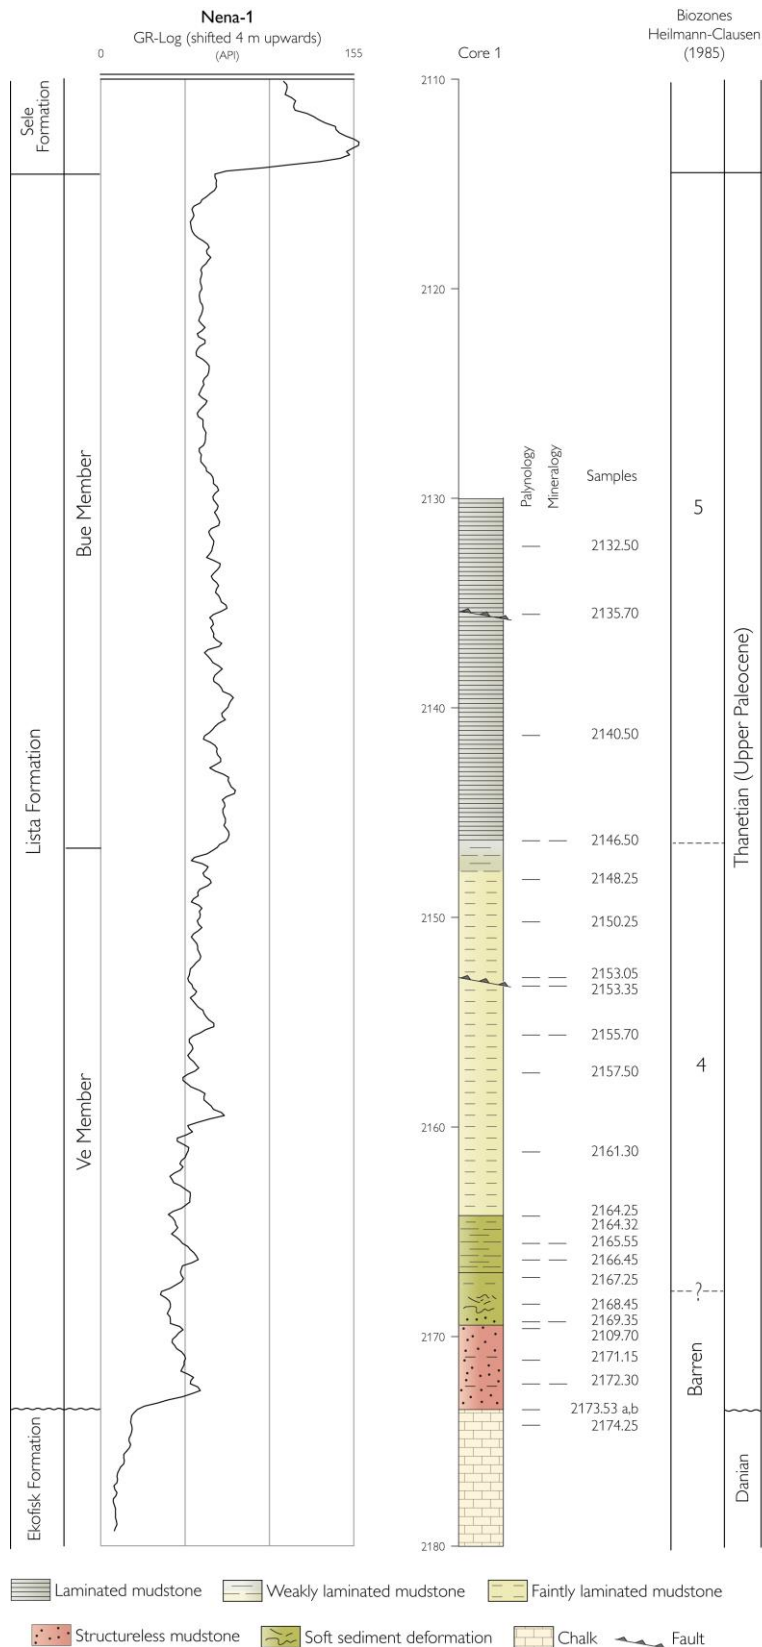 Nena-1
GR-Log (shifted 4 m upwards)
(API)
0
155
Core 1
Biozones
Heilmann-Clausen
(1985)
Sele
Formation
Lista Formation
Ekofisk Formation
Bue Member
Ve Member
2110
2120
2130
2140
2150
2160
2170
2180
Palynology
Mineralogy
Samples
2132.50
2135.70
2140.50
2146.50
2148.25
2150.25
2153.05
2153.35
2155.70
2157.50
2161.30
2164.25
2164.32
2165.55
2166.45
2167.25
2168.45
2169.35
2109.70
2171.15
2172.30
2173.53 a,b
2174.25
5
4
?
Barren
Thanetian (Upper Paleocene)
Danian
Laminated mudstone
Weakly laminated mudstone
Faintly laminated mudstone
Structureless mudstone
Soft sediment deformation
Chalk
Fault